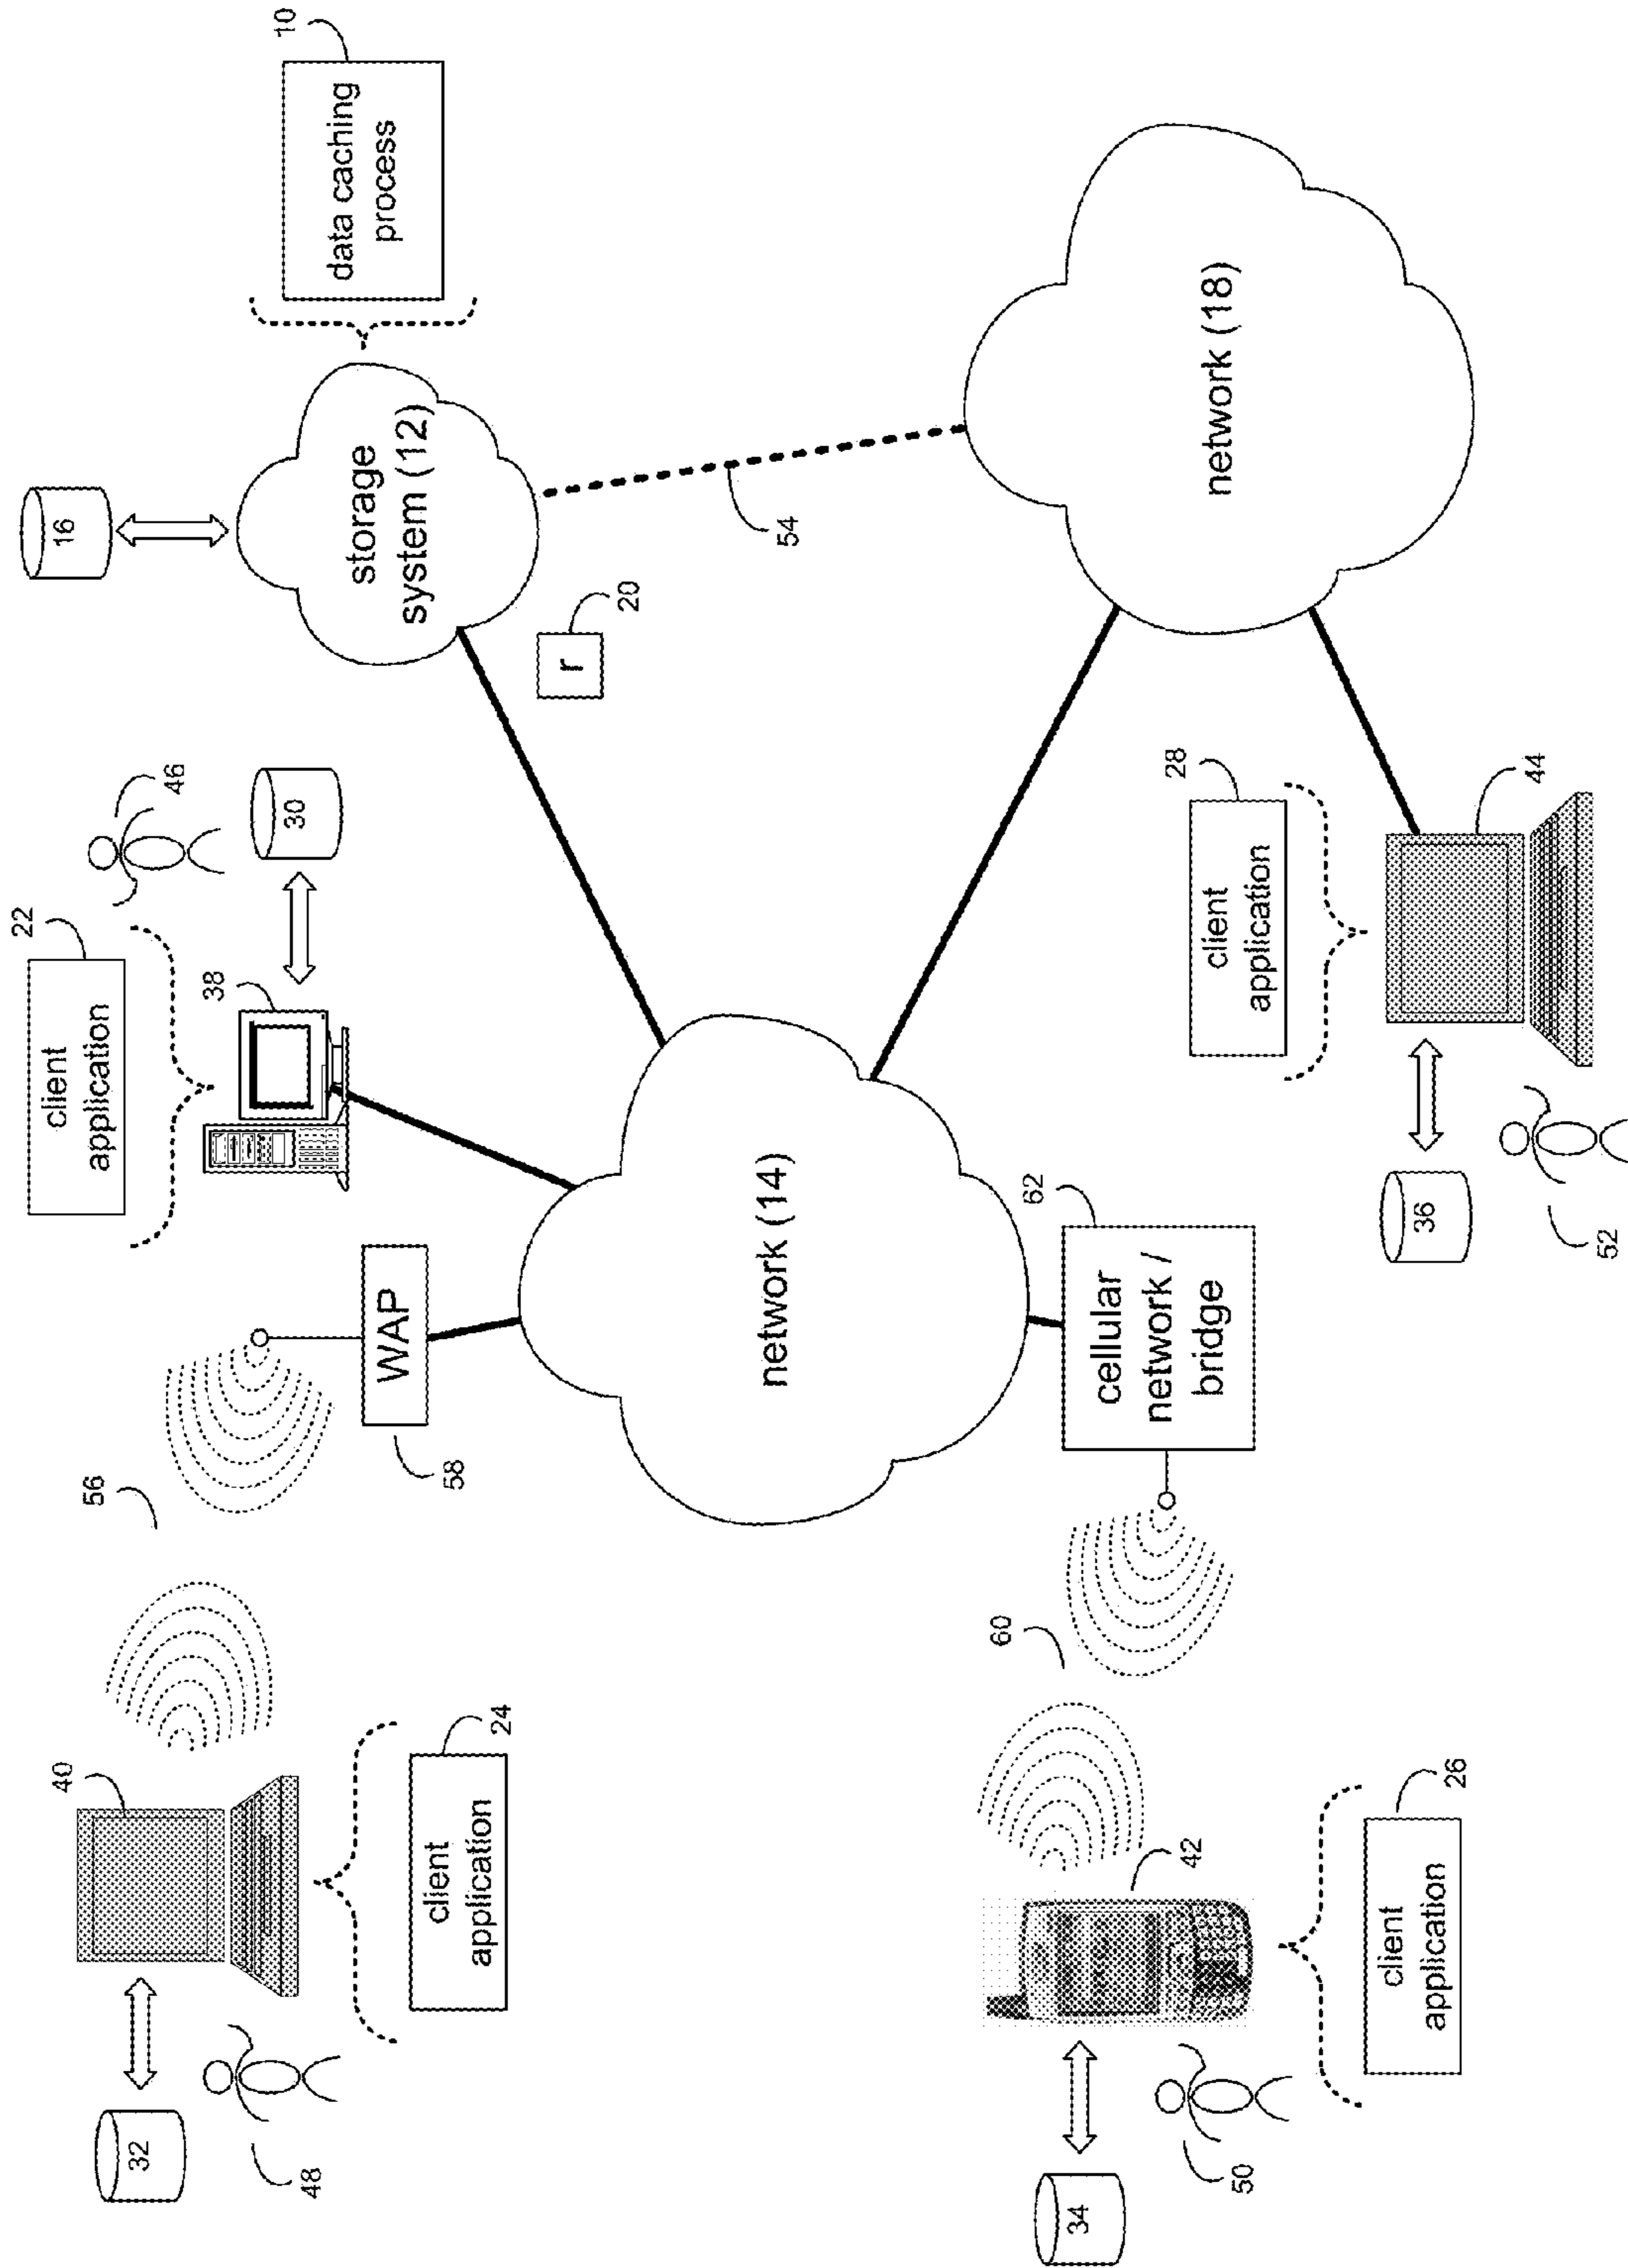 32
48
40
24
client
application
56
58
WAP
22
client
application
38
46
30
16
storage
system (12)
10
data caching
process
r
20
54
network (14)
network (18)
34
50
42
60
62
cellular
network /
bridge
26
client
application
28
client
application
36
52
44